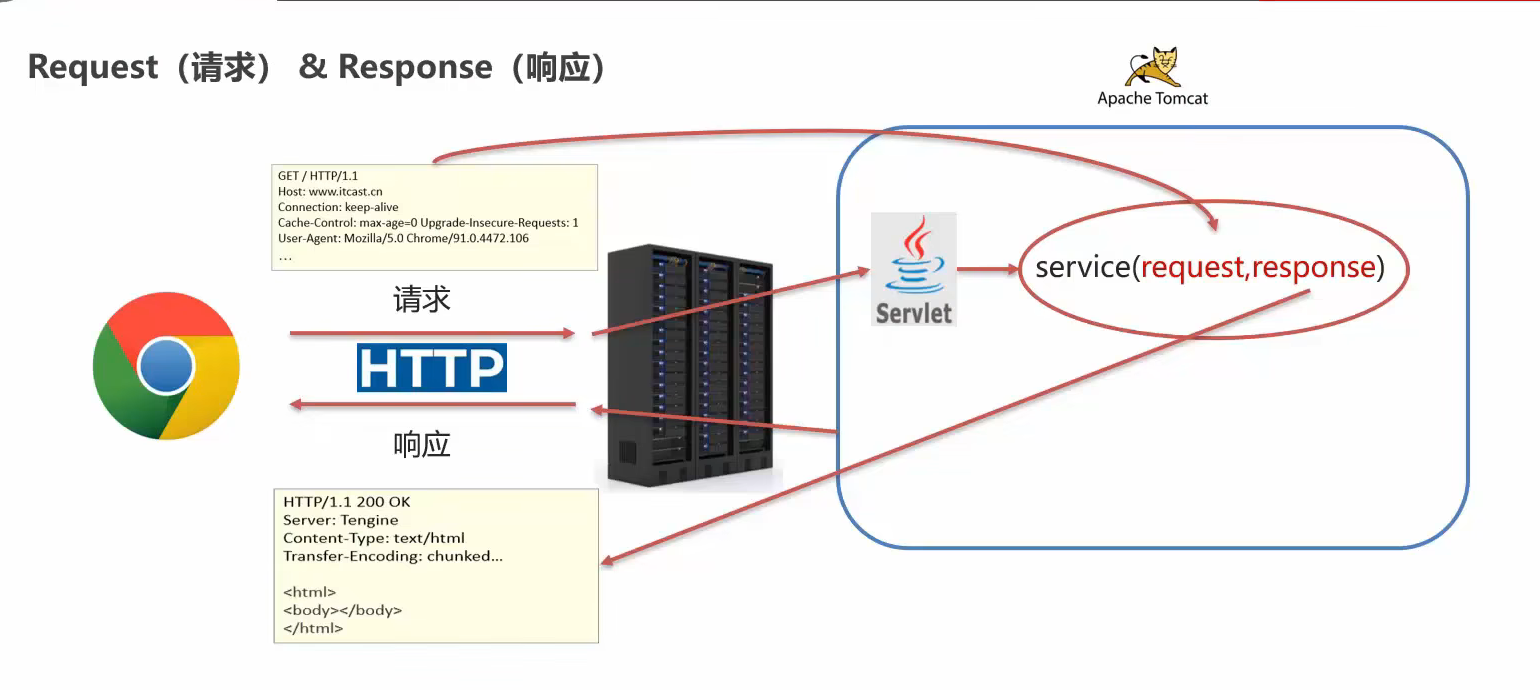 Request（请求） & Response（响应）
Apache Tomcat
GET / HTTP/1.1
Host: www.itcast.cn
Connection: keep-alive
Cache-Control: max-age=0 Upgrade-Insecure-Requests: 1
User-Agent: Mozilla/5.0 Chrome/91.0.4472.106
…
请求
HTTP
响应
Servlet
service(request,response)
HTTP/1.1 200 OK
Server: Tengine
Content-Type: text/html
Transfer-Encoding: chunked…
<html>
<body></body>
</html>